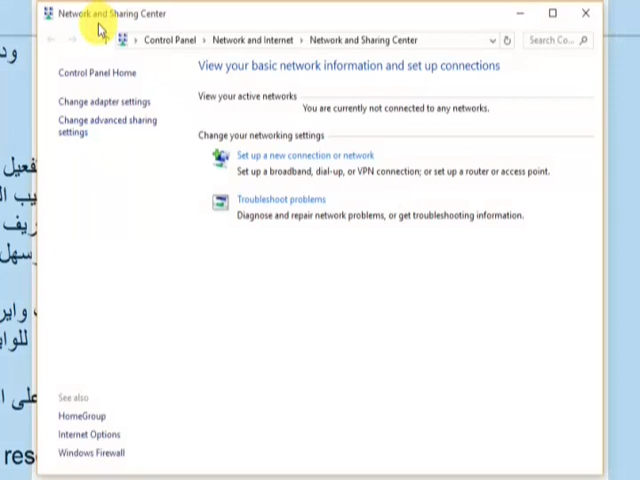 Network and Sharing Center
Control Panel › Network and Internet › Network and Sharing Center
Search Co...
Control Panel Home
Change adapter settings
Change advanced sharing
settings
View your basic network information and set up connections
View your active networks
You are currently not connected to any networks.
Change your networking settings
Set up a new connection or network
Set up a broadband, dial-up, or VPN connection; or set up a router or access point.
Troubleshoot problems
Diagnose and repair network problems, or get troubleshooting information.
See also
HomeGroup
Internet Options
Windows Firewall
على ا
res